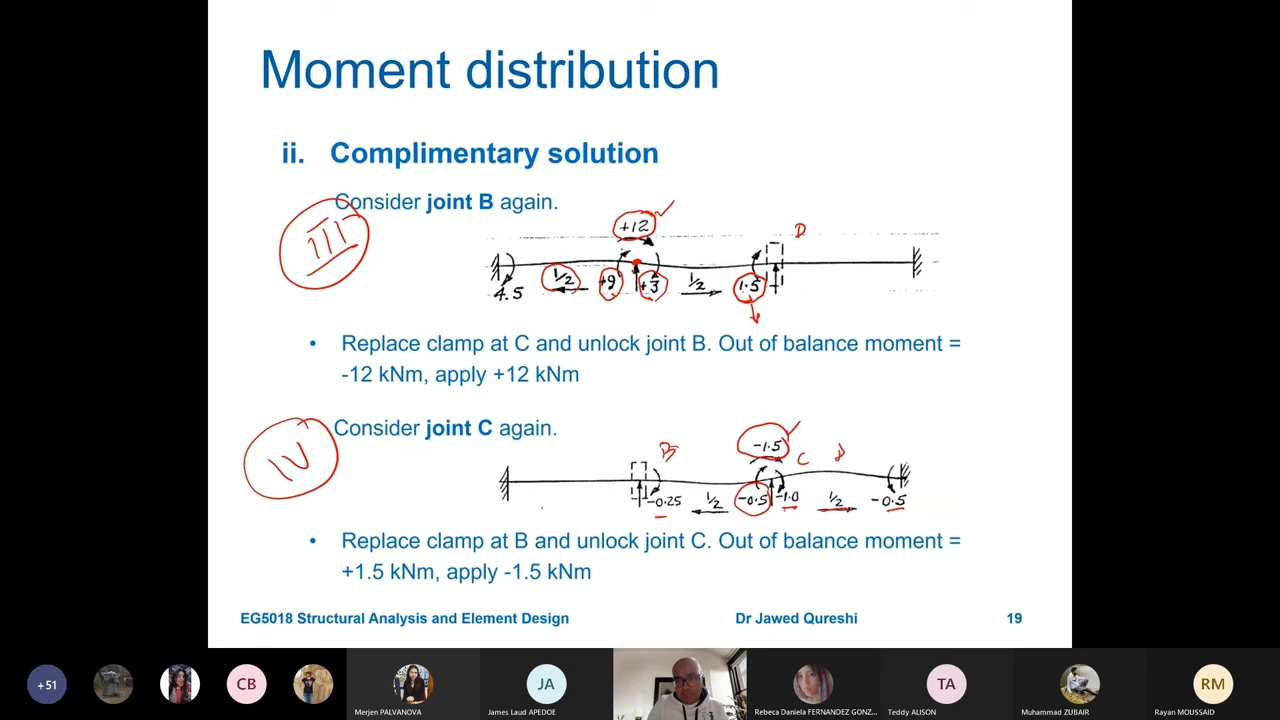 Moment distribution
ii. Complimentary solution
Consider joint B again.
III
+12
D
1/2 +9 +3 1/2 1.5
4.5
• Replace clamp at C and unlock joint B. Out of balance moment =
-12 kNm, apply +12 kNm
Consider joint C again.
IV
-1.5
B C
-0.25 1/2 -0.5 -1.0 1/2 -0.5
• Replace clamp at B and unlock joint C. Out of balance moment =
+1.5 kNm, apply -1.5 kNm
EG5018 Structural Analysis and Element Design Dr Jawed Qureshi 19
+51 CB JA TA RM
Merjen PALVANOVA James Laud APEDOE Rebeca Daniela FERNANDEZ GONZ... Teddy ALISON Muhammad ZUBAIR Rayan MOUSSAID